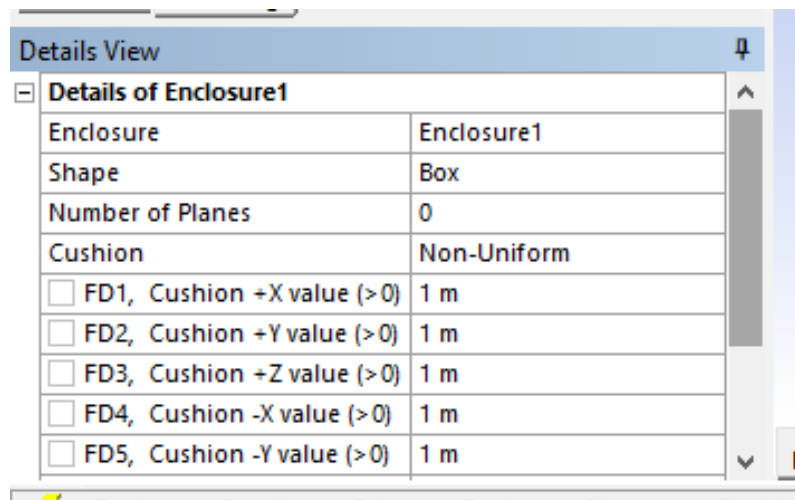 Details View
Details of Enclosure1
Enclosure Enclosure1
Shape Box
Number of Planes 0
Cushion Non-Uniform
FD1, Cushion +X value (>0) 1 m
FD2, Cushion +Y value (>0) 1 m
FD3, Cushion +Z value (>0) 1 m
FD4, Cushion -X value (>0) 1 m
FD5, Cushion -Y value (>0) 1 m